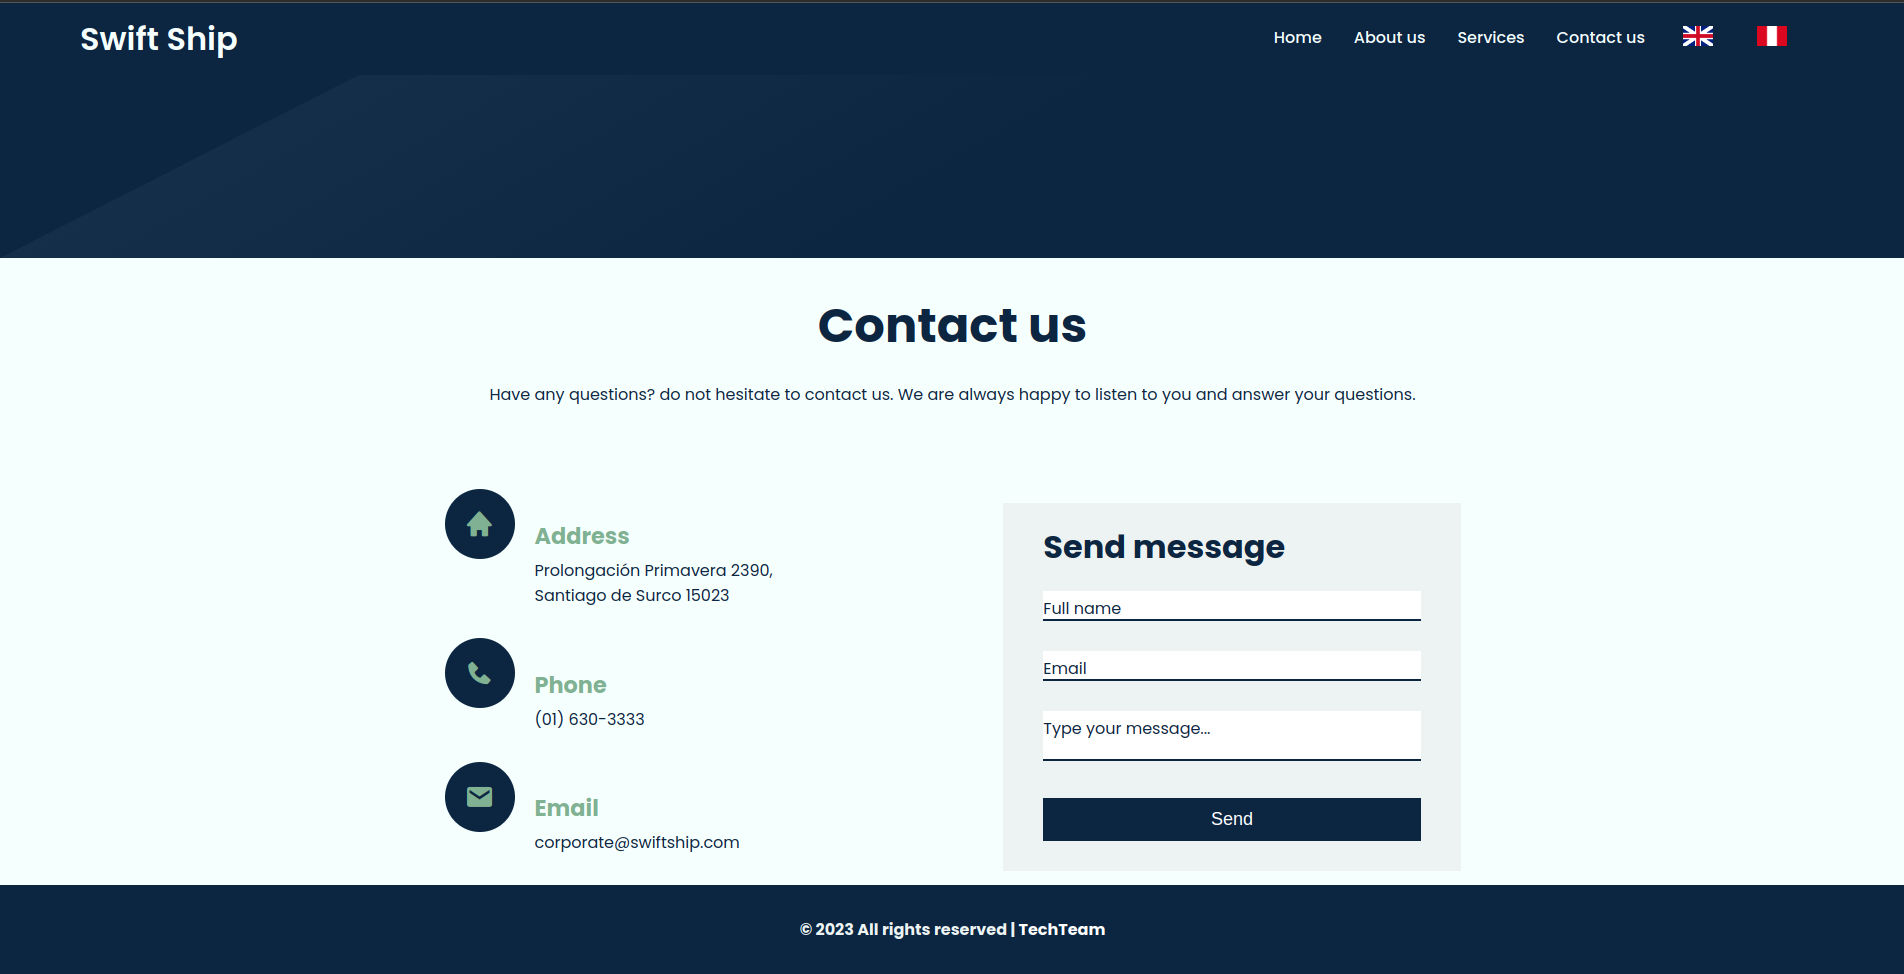 Swift Ship
Home
About us
Services
Contact us
Contact us
Have any questions? do not hesitate to contact us. We are always happy to listen to you and answer your questions.
Address
Prolongación Primavera 2390,
Santiago de Surco 15023
Phone
(01) 630-3333
Email
corporate@swiftship.com
Send message
Full name
Email
Type your message...
Send
© 2023 All rights reserved | TechTeam